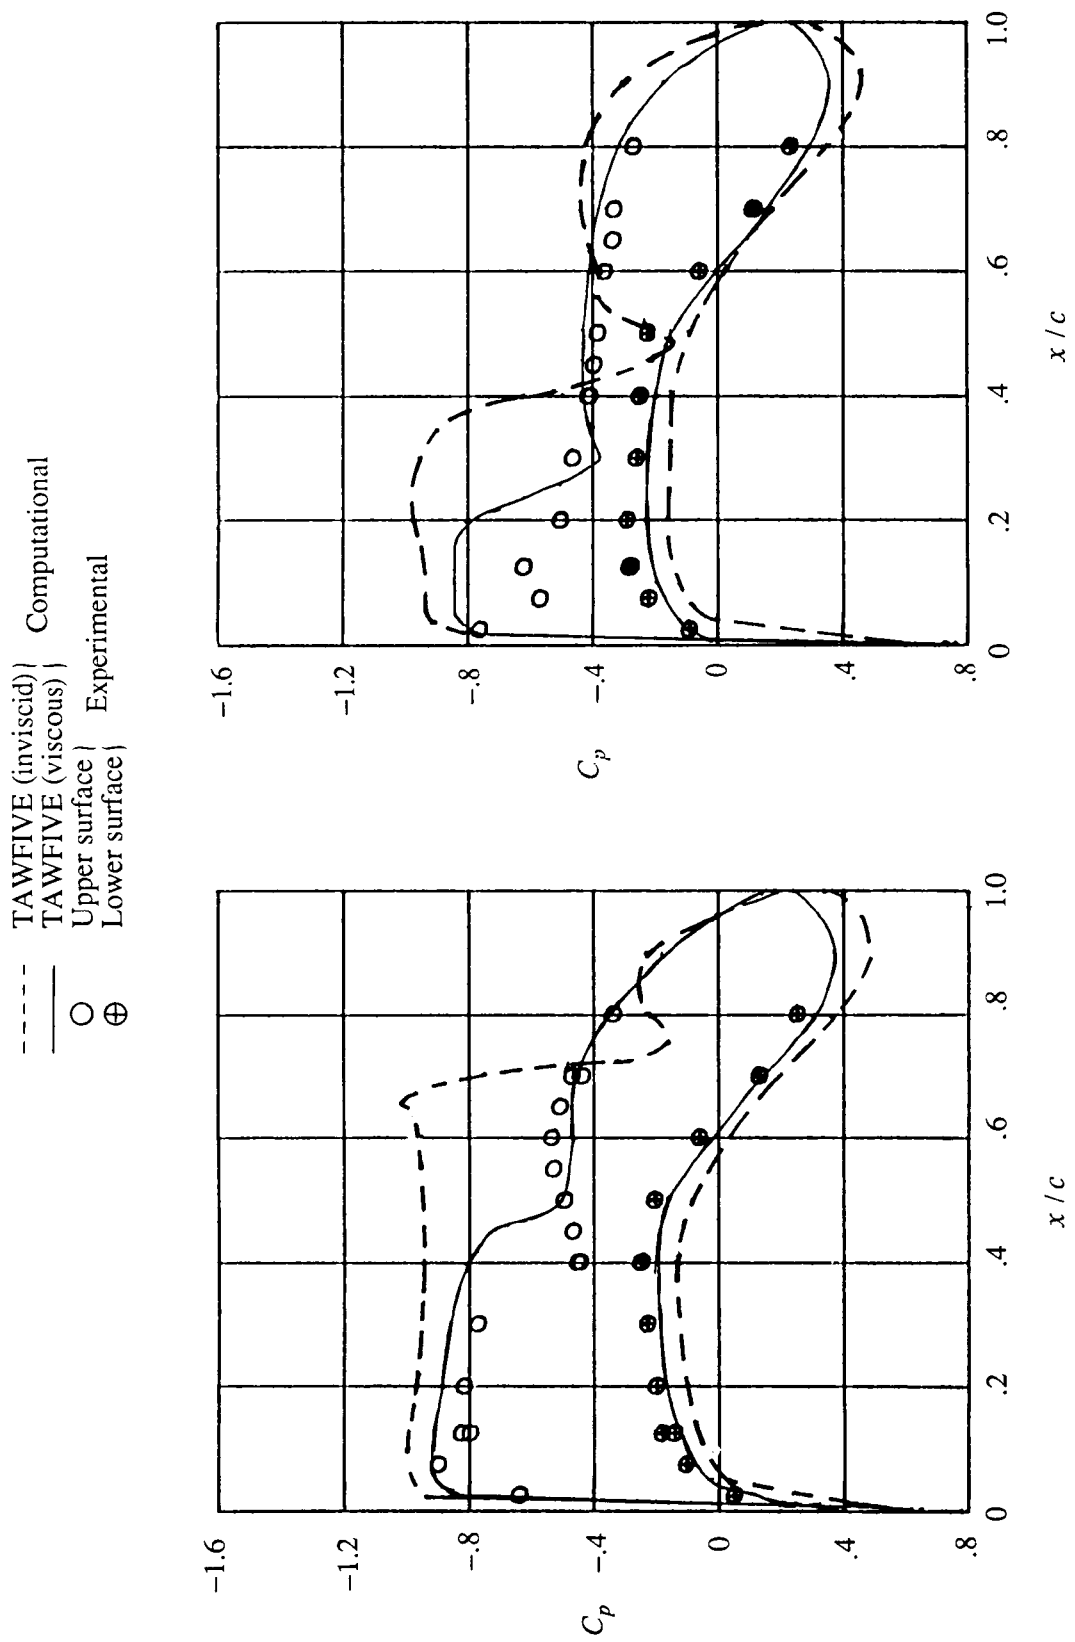 TAWFIVE (inviscid)
TAWFIVE (viscous)
Computational
Upper surface
Lower surface
Experimental
-1.6
-1.2
-.8
-.4
0
.4
.8
Cp
0
.2
.4
.6
.8
1.0
x / c
-1.6
-1.2
-.8
-.4
0
.4
.8
Cp
0
.2
.4
.6
.8
1.0
x / c